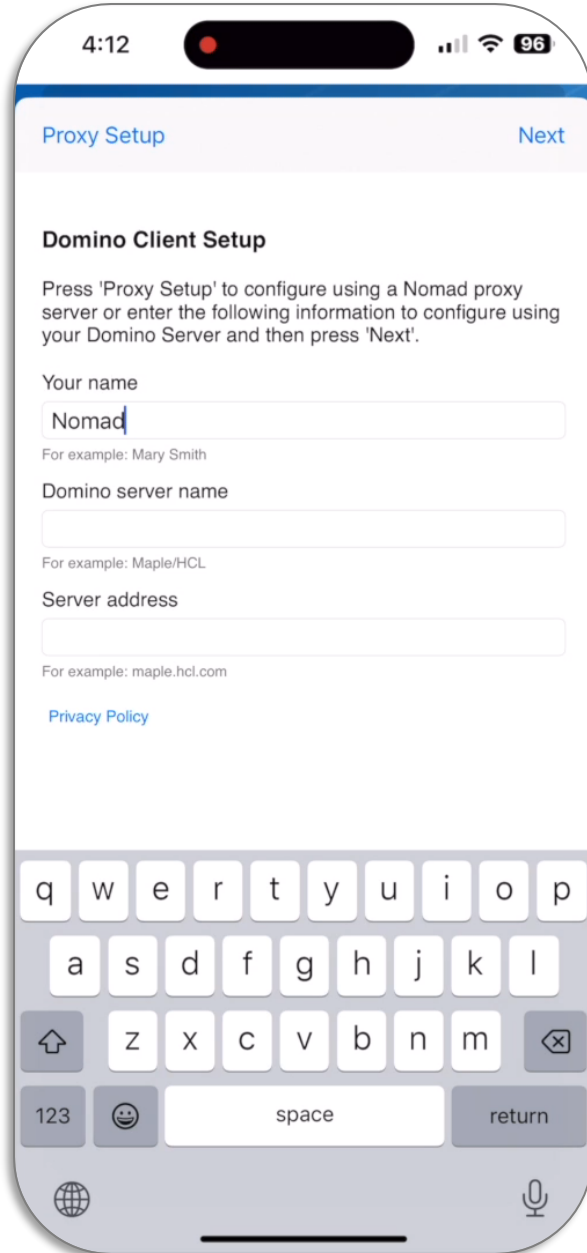 4:12
96
Proxy Setup
Next
Domino Client Setup
Press 'Proxy Setup' to configure using a Nomad proxy
server or enter the following information to configure using
your Domino Server and then press 'Next'.
Your name
Nomad
For example: Mary Smith
Domino server name
For example: Maple/HCL
Server address
For example: maple.hcl.com
Privacy Policy
q w e r t y u i o p
a s d f g h j k l
z x c v b n m
123
space
return